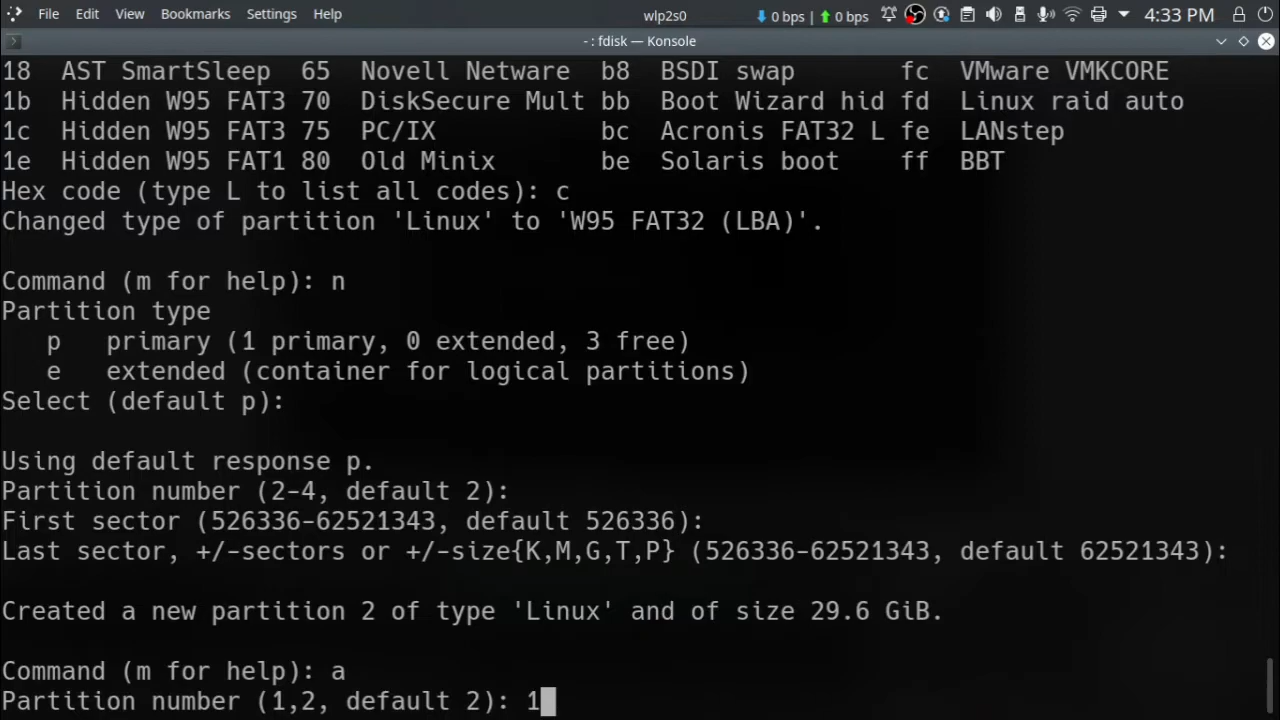 File Edit View Bookmarks Settings Help wlp2s0 0 bps | 0 bps 4:33 PM
- : fdisk — Konsole
18 AST SmartSleep 65 Novell Netware b8 BSDI swap fc VMware VMKCORE
1b Hidden W95 FAT3 70 DiskSecure Mult bb Boot Wizard hid fd Linux raid auto
1c Hidden W95 FAT3 75 PC/IX bc Acronis FAT32 L fe LANstep
1e Hidden W95 FAT1 80 Old Minix be Solaris boot ff BBT
Hex code (type L to list all codes): c
Changed type of partition 'Linux' to 'W95 FAT32 (LBA)'.
Command (m for help): n
Partition type
p primary (1 primary, 0 extended, 3 free)
e extended (container for logical partitions)
Select (default p):
Using default response p.
Partition number (2-4, default 2):
First sector (526336-62521343, default 526336):
Last sector, +/-sectors or +/-size{K,M,G,T,P} (526336-62521343, default 62521343):
Created a new partition 2 of type 'Linux' and of size 29.6 GiB.
Command (m for help): a
Partition number (1,2, default 2): 1